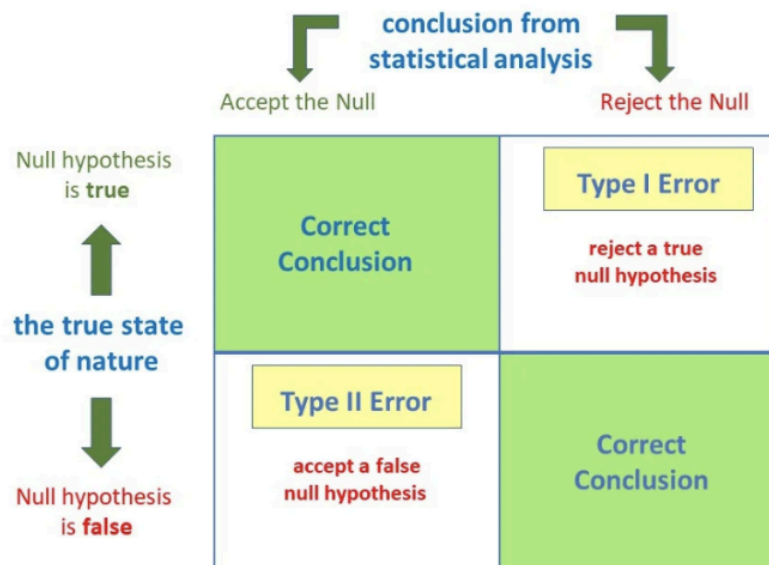 conclusion from
statistical analysis
Accept the Null
Reject the Null
Null hypothesis
is true
Correct
Conclusion
Type I Error
reject a true
null hypothesis
the true state
of nature
Type II Error
accept a false
null hypothesis
Correct
Conclusion
Null hypothesis
is false